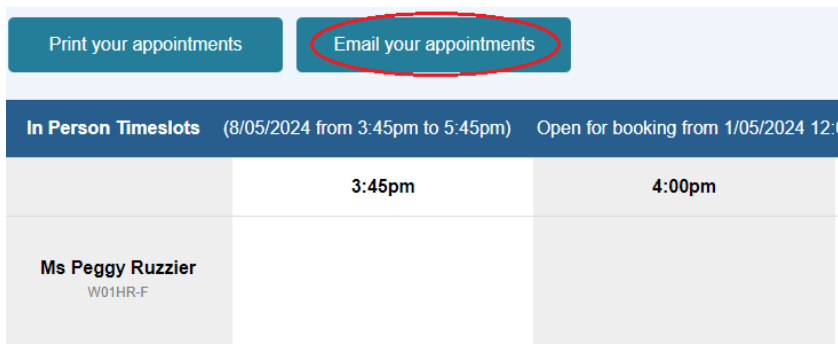 Print your appointments
Email your appointments
In Person Timeslots (8/05/2024 from 3:45pm to 5:45pm) Open for booking from 1/05/2024
3:45pm
4:00pm
Ms Peggy Ruzzier
W01HR-F